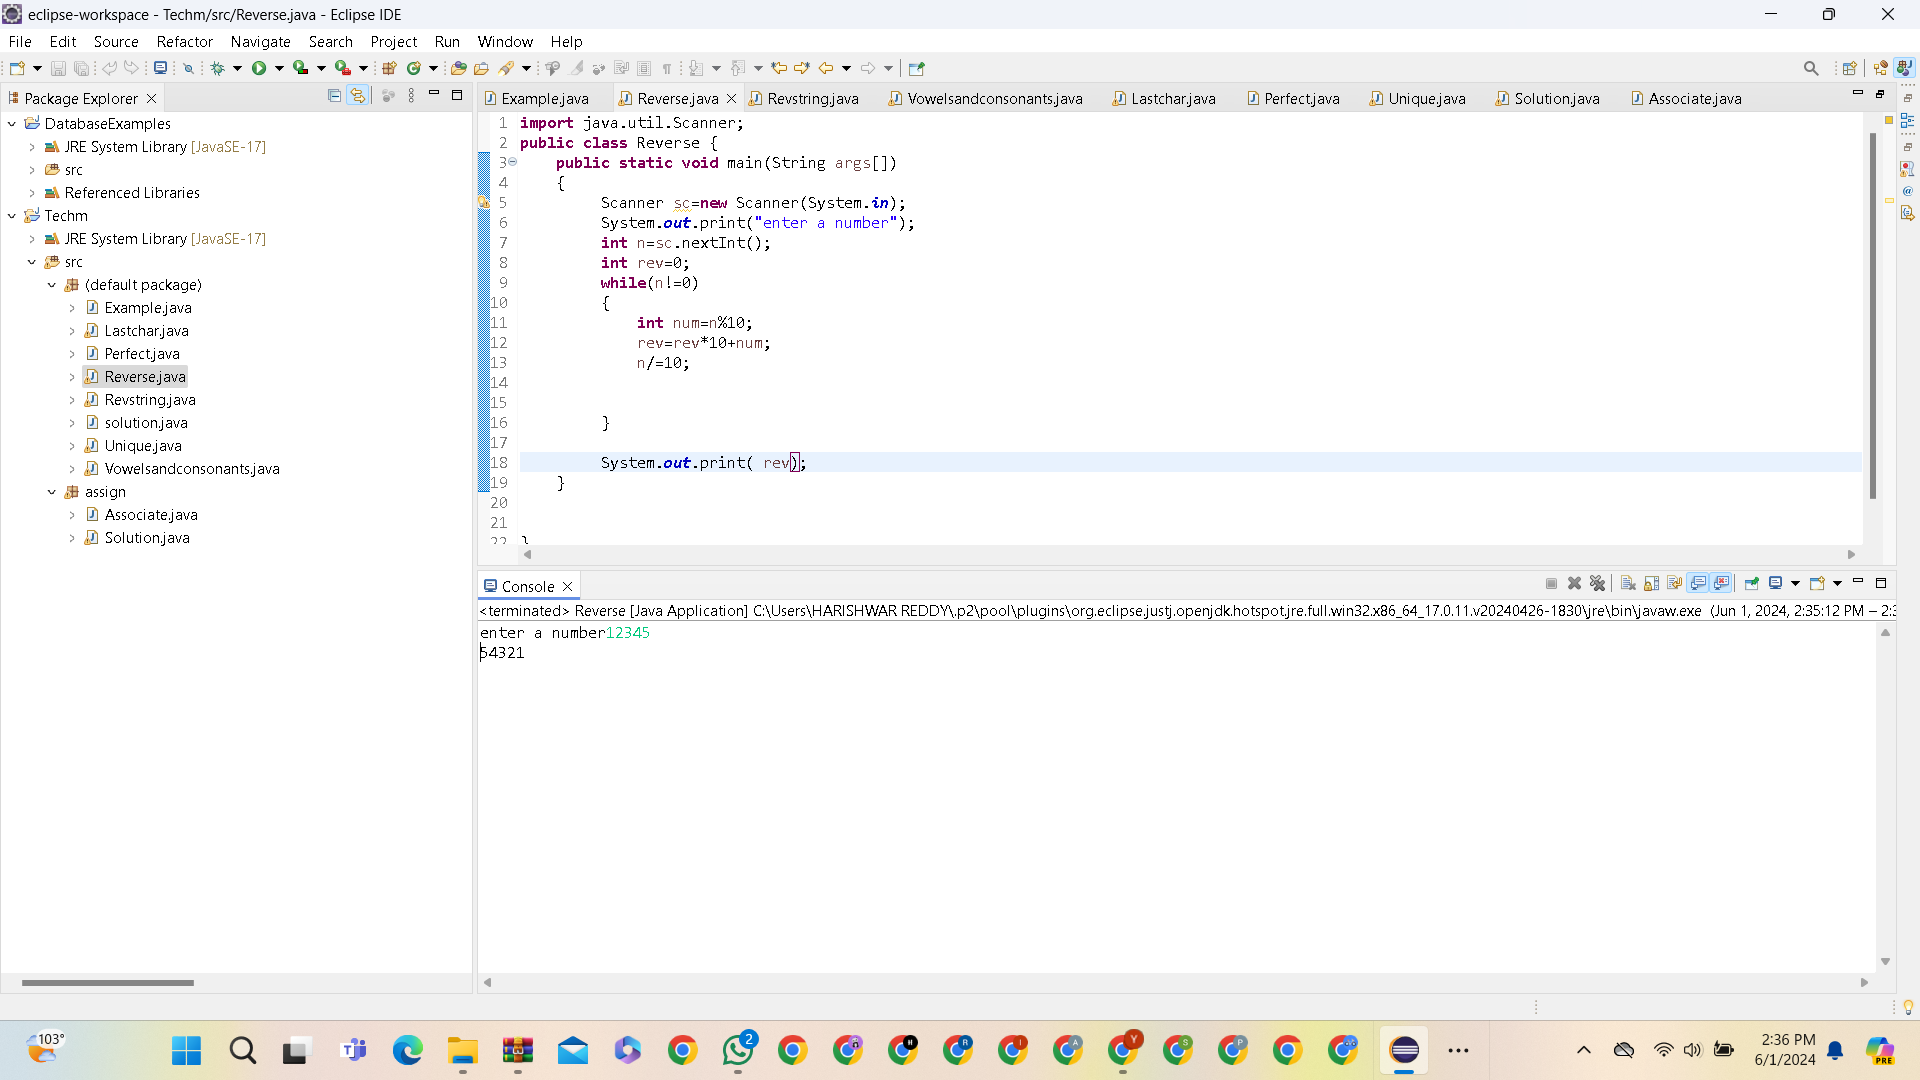 eclipse-workspace - Techm/src/Reverse.java - Eclipse IDE
File Edit Source Refactor Navigate Search Project Run Window Help
Package Explorer
DatabaseExamples
JRE System Library [JavaSE-17]
src
Referenced Libraries
Techm
JRE System Library [JavaSE-17]
src
(default package)
Example.java
Lastchar.java
Perfect.java
Reverse.java
Revstring.java
solution.java
Unique.java
Vowelsandconsonants.java
assign
Associate.java
Solution.java
Example.java Reverse.java Revstring.java Vowelsandconsonants.java Lastchar.java Perfect.java Unique.java Solution.java Associate.java
1 import java.util.Scanner;
2 public class Reverse {
3 public static void main(String args[])
4 {
5 Scanner sc=new Scanner(System.in);
6 System.out.print("enter a number");
7 int n=sc.nextInt();
8 int rev=0;
9 while(n!=0)
10 {
11 int num=n%10;
12 rev=rev*10+num;
13 n/=10;
14
15
16 }
17
18 System.out.print( rev);
19 }
20
21
22 }
Console
<terminated> Reverse [Java Application] C:\Users\HARISHWAR REDDY\.p2\pool\plugins\org.eclipse.justj.openjdk.hotspot.jre.full.win32.x86_64_17.0.11.v20240426-1830\jre\bin\javaw.exe (Jun 1, 2024, 2:35:12 PM – 2:3
enter a number12345
54321
103°
2
H
R
I
A
Y
S
P
2:36 PM
6/1/2024
PRE